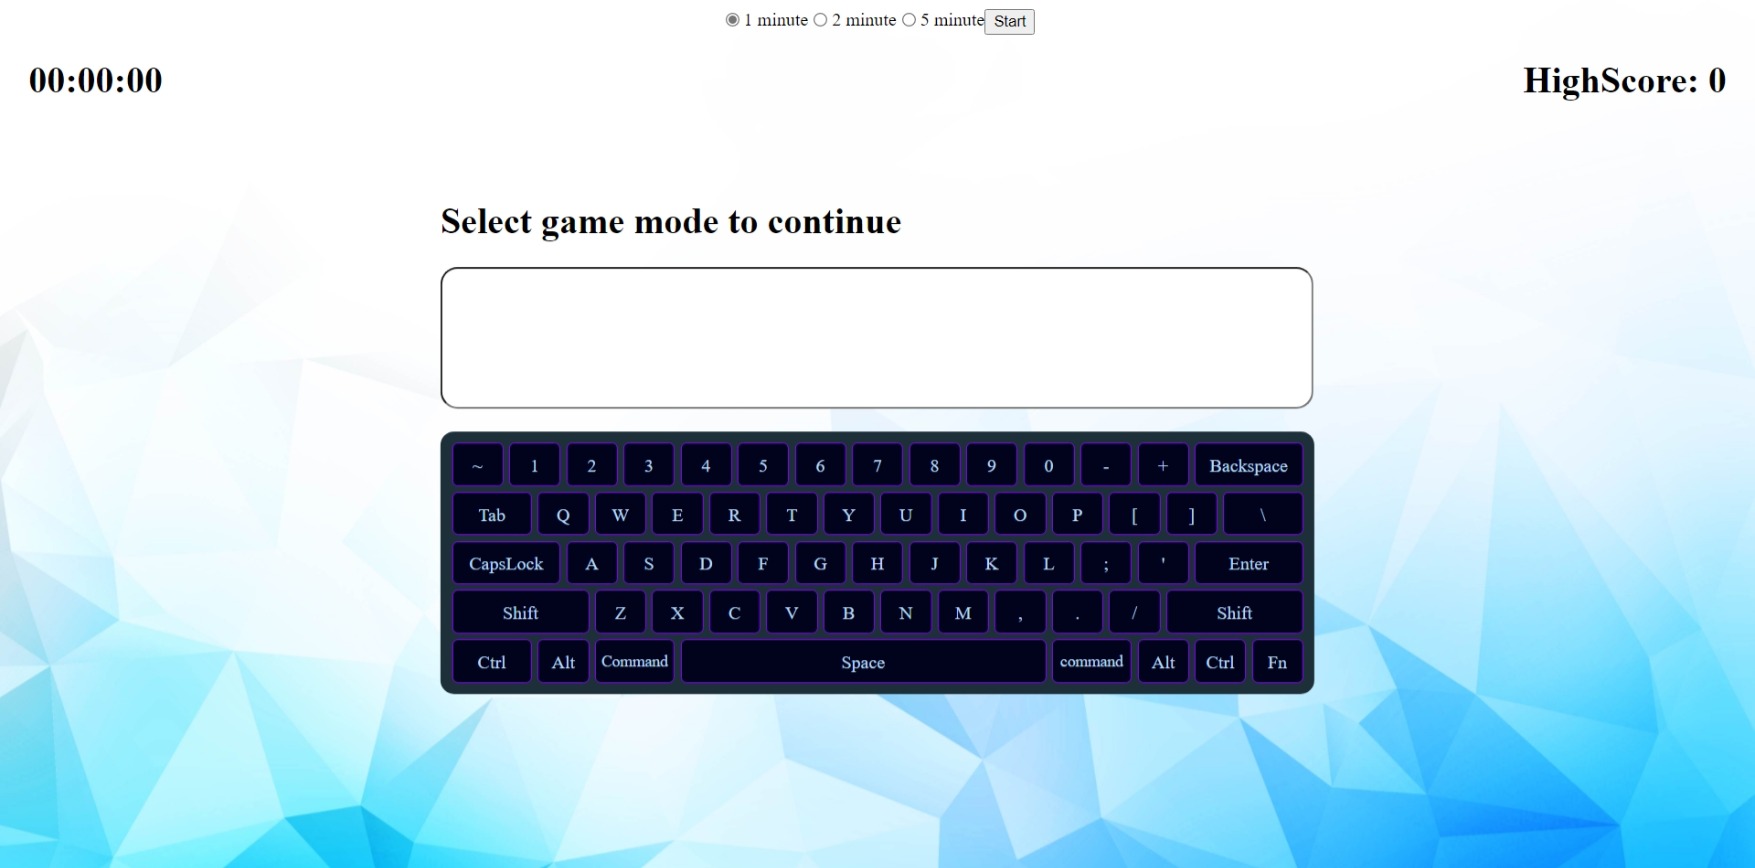 1 minute 2 minute 5 minute Start
00:00:00 HighScore: 0
Select game mode to continue
~ 1 2 3 4 5 6 7 8 9 0 - + Backspace
Tab Q W E R T Y U I O P [ ] \
CapsLock A S D F G H J K L ; ' Enter
Shift Z X C V B N M , . / Shift
Ctrl Alt Command Space command Alt Ctrl Fn